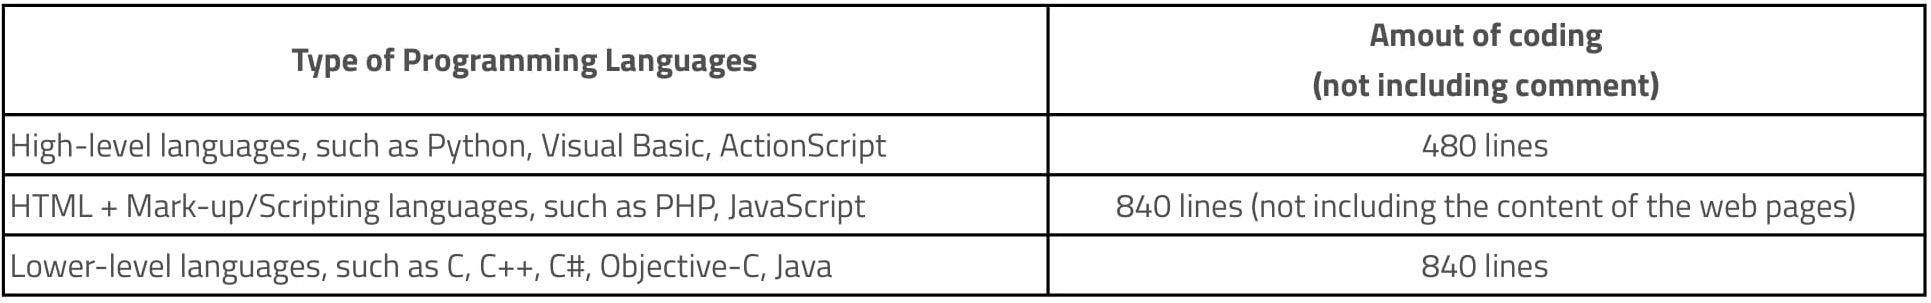 Type of Programming Languages
Amout of coding
(not including comment)
High-level languages, such as Python, Visual Basic, ActionScript
480 lines
HTML + Mark-up/Scripting languages, such as PHP, JavaScript
840 lines (not including the content of the web pages)
Lower-level languages, such as C, C++, C#, Objective-C, Java
840 lines